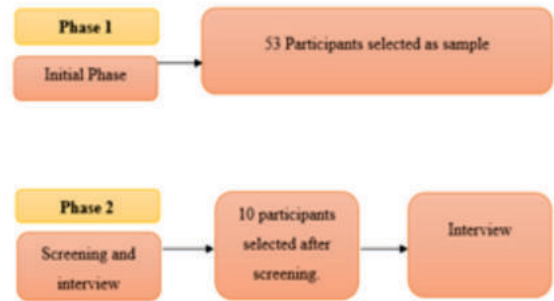 Phase 1
53 Participants selected as sample
Initial Phase
Phase 2
Screening and
interview
10 participants
selected after
screening.
Interview